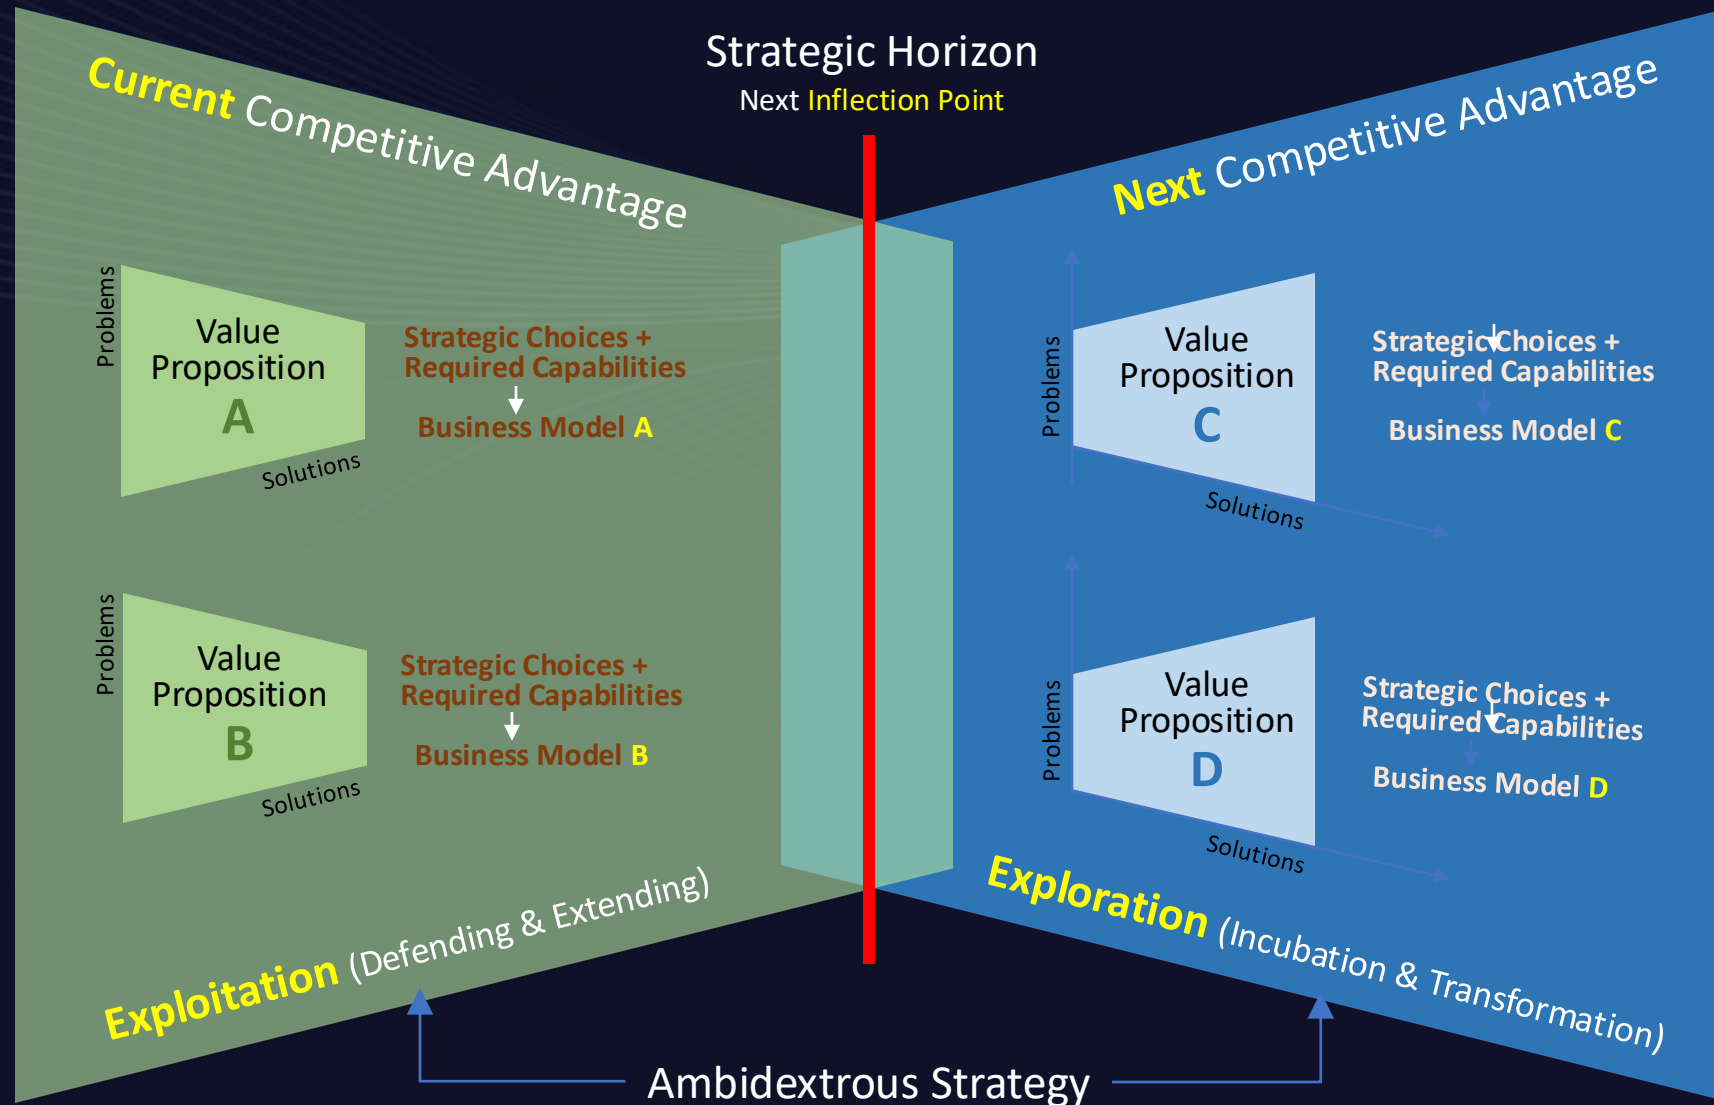 Strategic Horizon
Next Inflection Point
Current Competitive Advantage
Problems
Value
Proposition
A
Solutions
Strategic Choices +
Required Capabilities
Business Model A
Problems
Value
Proposition
B
Solutions
Strategic Choices +
Required Capabilities
Business Model B
Exploitation (Defending & Extending)
Next Competitive Advantage
Problems
Value
Proposition
C
Solutions
Strategic Choices +
Required Capabilities
Business Model C
Problems
Value
Proposition
D
Solutions
Strategic Choices +
Required Capabilities
Business Model D
Exploration (Incubation & Transformation)
Ambidextrous Strategy